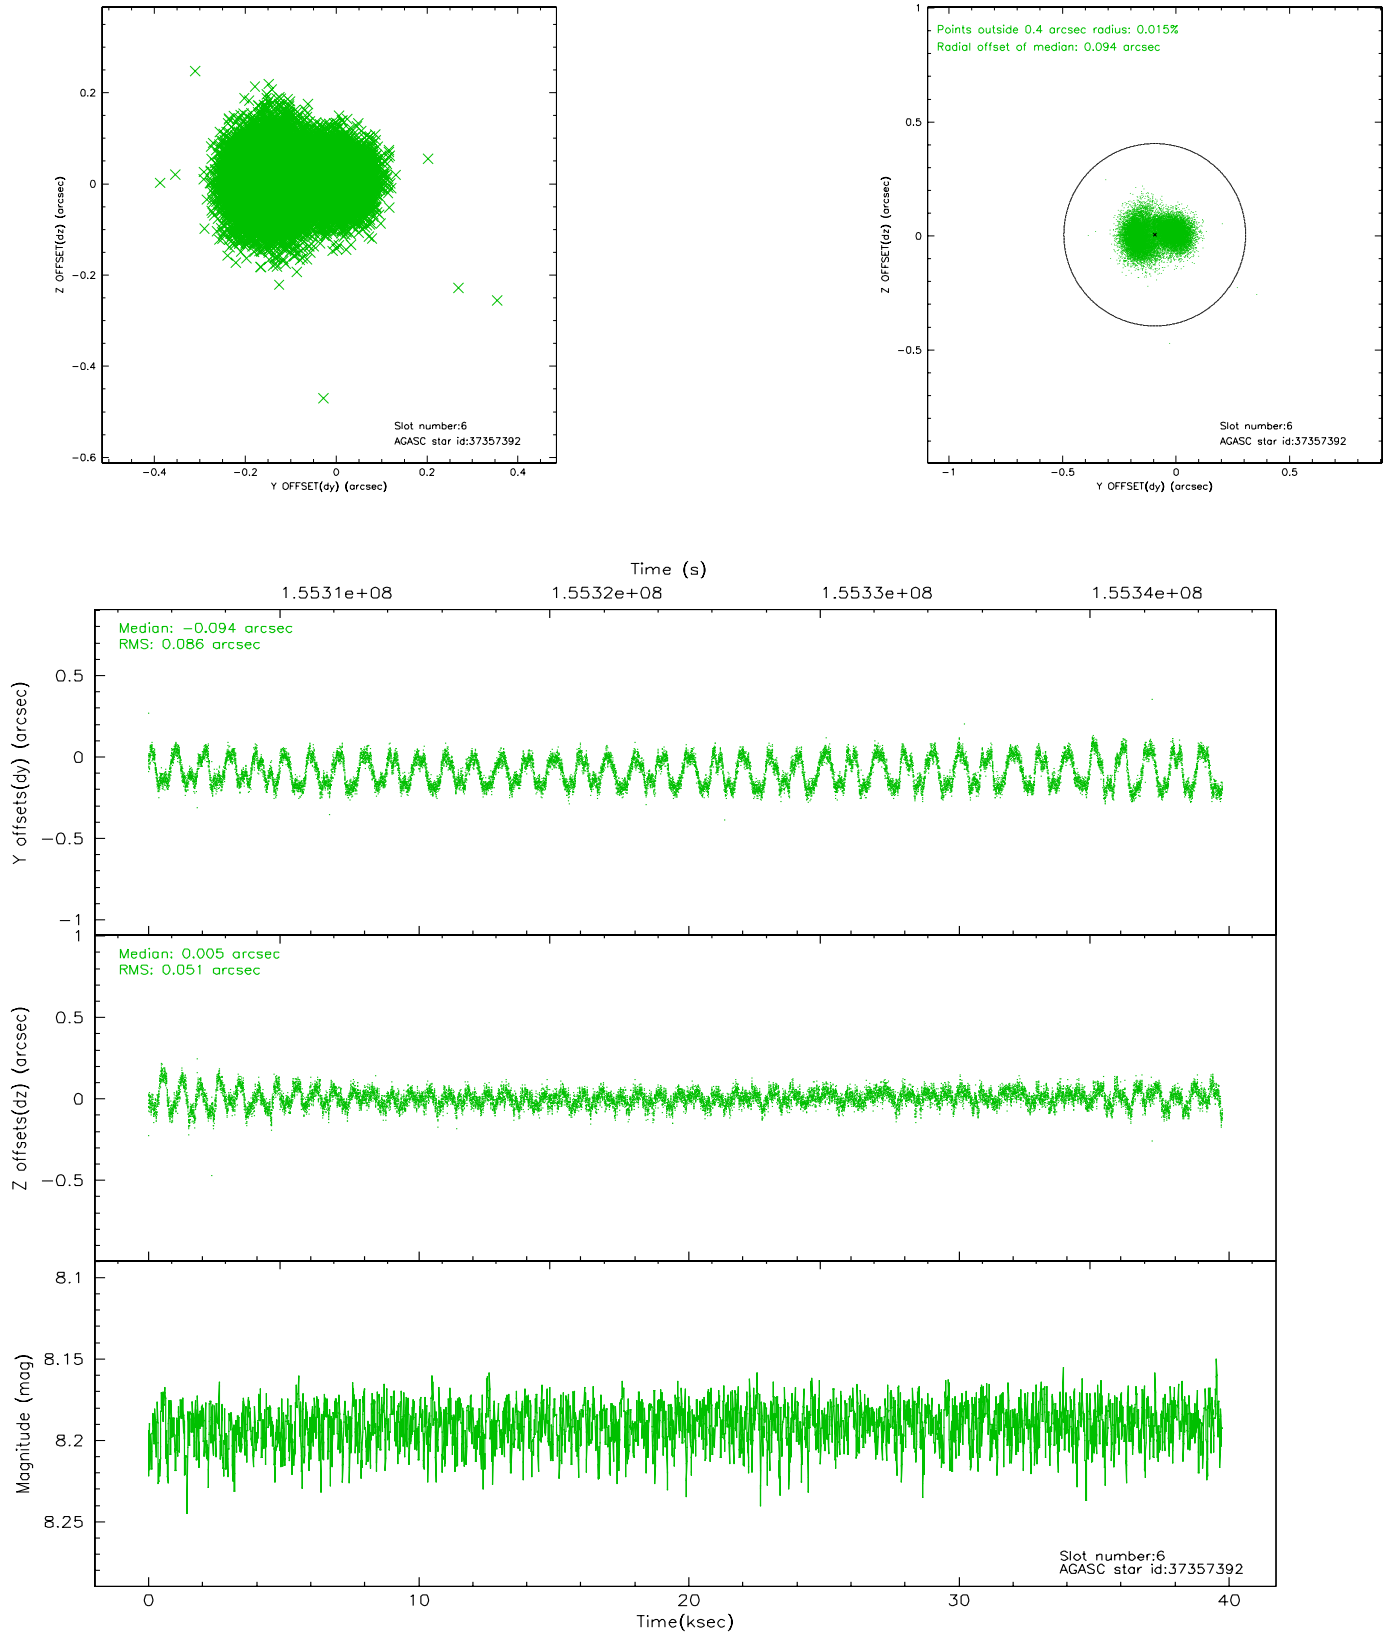 0.2
0
−0.2
−0.4
−0.6
Z OFFSET(dz) (arcsec)
Slot number:6
AGASC star id:37357392
−0.4 −0.2 0 0.2 0.4
Y OFFSET(dy) (arcsec)
Points outside 0.4 arcsec radius: 0.015%
Radial offset of median: 0.094 arcsec
1
0.5
0
−0.5
Z OFFSET(dz) (arcsec)
Slot number:6
AGASC star id:37357392
−1 −0.5 0 0.5
Y OFFSET(dy) (arcsec)
Time (s)
1.5531e+08 1.5532e+08 1.5533e+08 1.5534e+08
Median: −0.094 arcsec
RMS: 0.086 arcsec
0.5
0
−0.5
−1
Y offsets(dy) (arcsec)
Median: 0.005 arcsec
RMS: 0.051 arcsec
1
0.5
0
−0.5
Z offsets(dz) (arcsec)
8.1
8.15
8.2
8.25
Magnitude (mag)
Slot number:6
AGASC star id:37357392
0 10 20 30 40
Time(ksec)